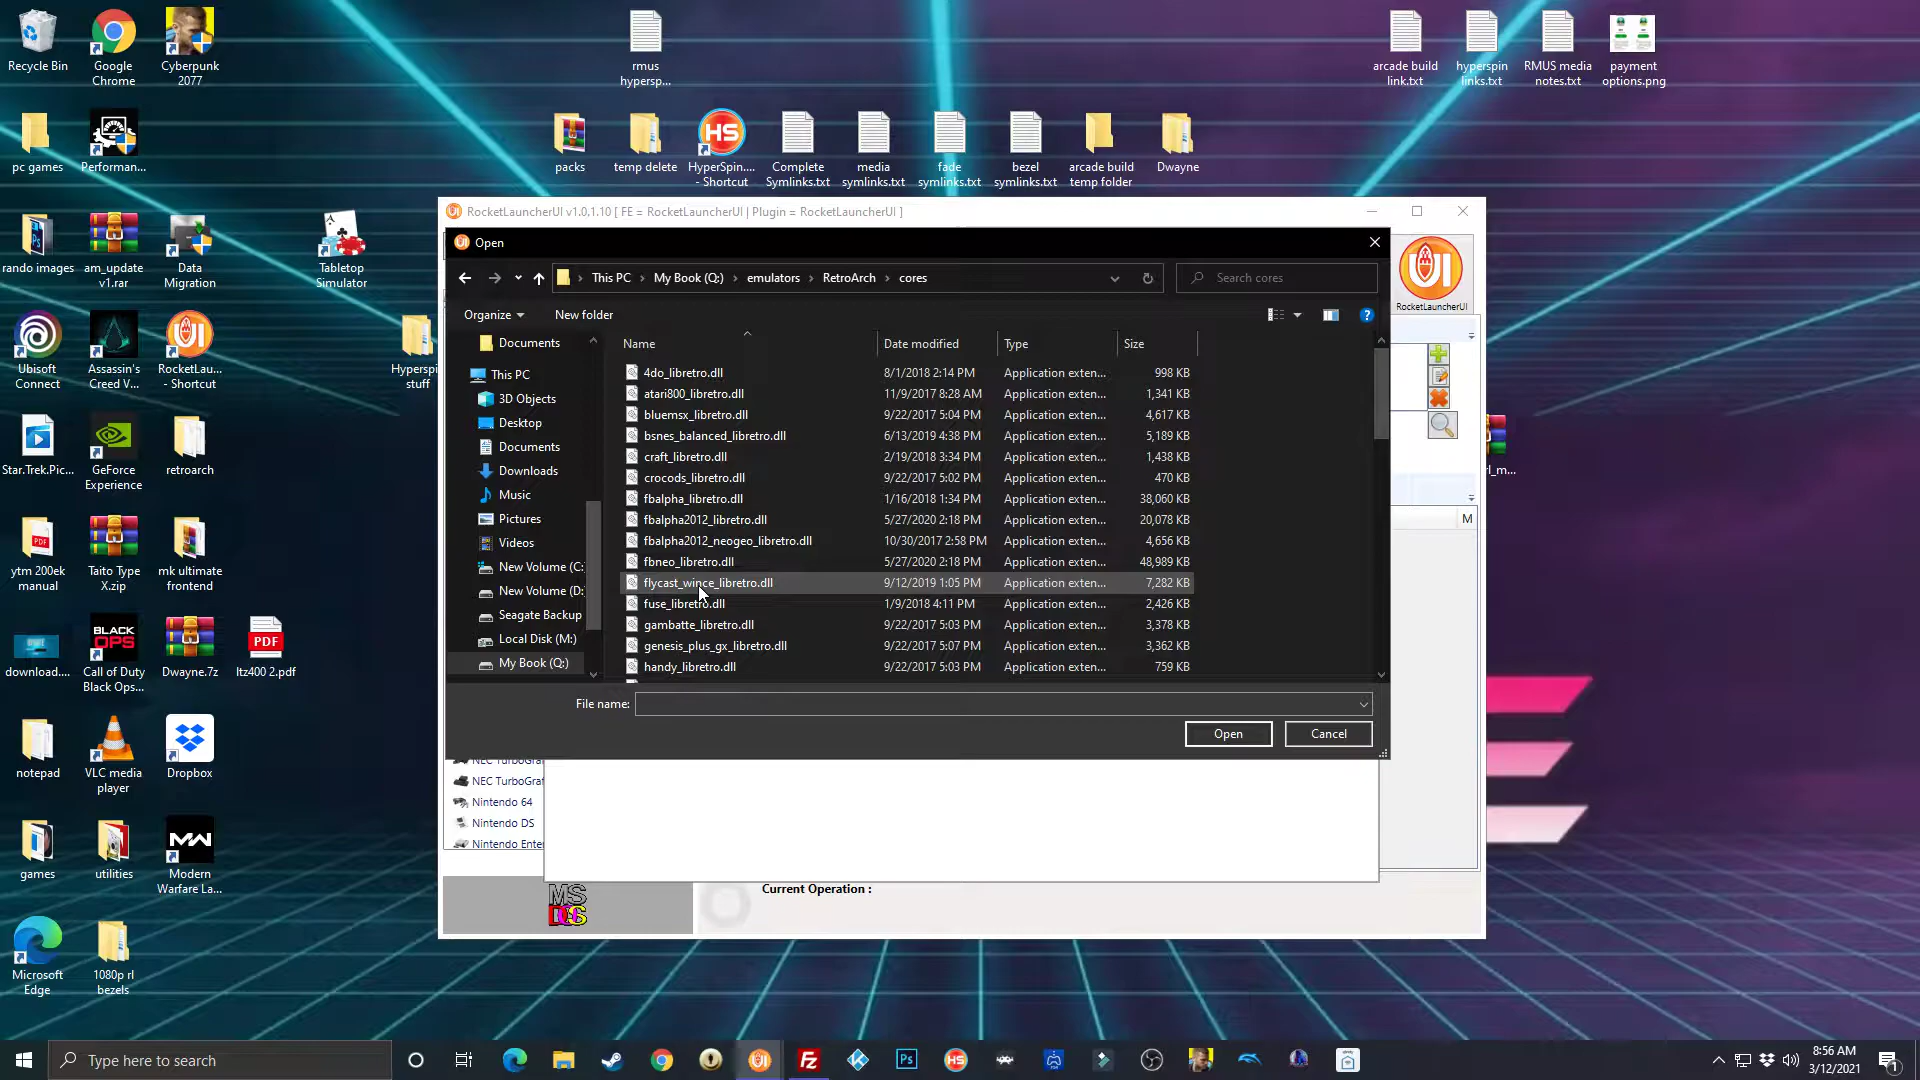 Recycle Bin
Google
Chrome
Cyberpunk
2077
rmus
hypersp...
arcade build
link.txt
hyperspin
links.txt
RMUS media
notes.txt
payment
options.png
pc games
Performan...
packs
temp delete
HS
HyperSpin....
- Shortcut
Complete
Symlinks.txt
media
symlinks.txt
fade
symlinks.txt
bezel
symlinks.txt
arcade build
temp folder
Dwayne
rando images
am_update
v1.rar
Data
Migration
Tabletop
Simulator
Ubisoft
Connect
Assassin's
Creed V...
RocketLau...
- Shortcut
Hyperspi
stuff
Star.Trek.Pic...
GeForce
Experience
retroarch
ytm 200ek
manual
Taito Type
X.zip
mk ultimate
frontend
download....
BLACK
OPS
Call of Duty
Black Ops...
Dwayne.7z
PDF
ltz400 2.pdf
notepad
VLC media
player
Dropbox
games
utilities
Modern
Warfare La...
Microsoft
Edge
1080p rl
bezels
rl_m...
RocketLauncherUI v1.0,1.10 [ FE = RocketLauncherUI | Plugin = RocketLauncherUI ]
UI
RocketLauncherUI
M
Open
This PC > My Book (Q:) > emulators > RetroArch > cores
Search cores
Organize
New folder
Documents
This PC
3D Objects
Desktop
Documents
Downloads
Music
Pictures
Videos
New Volume (C:
New Volume (D:
Seagate Backup
Local Disk (M:)
My Book (Q:)
Name Date modified Type Size
4do_libretro.dll 8/1/2018 2:14 PM Application exten... 998 KB
atari800_libretro.dll 11/9/2017 8:28 AM Application exten... 1,341 KB
bluemsx_libretro.dll 9/22/2017 5:04 PM Application exten... 4,617 KB
bsnes_balanced_libretro.dll 6/13/2019 4:38 PM Application exten... 5,189 KB
craft_libretro.dll 2/19/2018 3:34 PM Application exten... 1,438 KB
crocods_libretro.dll 9/22/2017 5:02 PM Application exten... 470 KB
fbalpha_libretro.dll 1/16/2018 1:34 PM Application exten... 38,060 KB
fbalpha2012_libretro.dll 5/27/2020 2:18 PM Application exten... 20,078 KB
fbalpha2012_neogeo_libretro.dll 10/30/2017 2:58 PM Application exten... 4,656 KB
fbneo_libretro.dll 5/27/2020 2:18 PM Application exten... 48,989 KB
flycast_wince_libretro.dll 9/12/2019 1:05 PM Application exten... 7,282 KB
fuse_libretro.dll 1/9/2018 4:11 PM Application exten... 2,426 KB
gambatte_libretro.dll 9/22/2017 5:03 PM Application exten... 3,378 KB
genesis_plus_gx_libretro.dll 9/22/2017 5:07 PM Application exten... 3,362 KB
handy_libretro.dll 9/22/2017 5:03 PM Application exten... 759 KB
File name:
Open
Cancel
NEC TurboGraf
NEC TurboGraf
Nintendo 64
Nintendo DS
Nintendo Enter
MS
DOS
Current Operation :
Type here to search
8:56 AM
3/12/2021